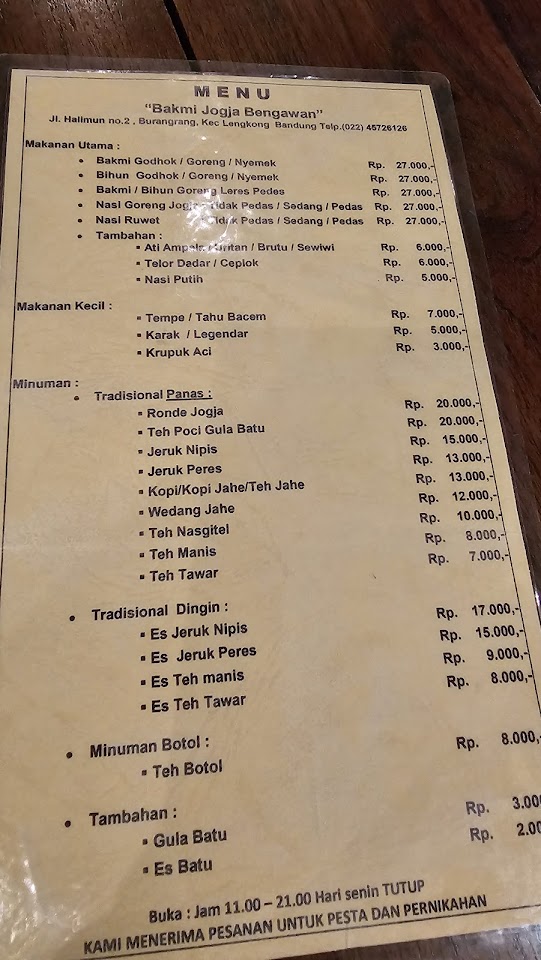 MENU
"Bakmi Jogja Bengawan"
Jl. Halimun no.2 , Burangrang, Kec Lengkong Bandung Telp.(022) 45726126
Makanan Utama :
• Bakmi Godhok / Goreng / Nyemek Rp. 27.000,-
• Bihun Godhok / Goreng / Nyemek Rp. 27.000,-
• Bakmi / Bihun Goreng Leres Pedes Rp. 27.000,-
• Nasi Goreng Jogja - Tidak Pedas / Sedang / Pedas Rp. 27.000,-
• Nasi Ruwet - Tidak Pedas / Sedang / Pedas Rp. 27.000,-
• Tambahan :
▪ Ati Ampela / Uritan / Brutu / Sewiwi Rp. 6.000,-
▪ Telor Dadar / Ceplok Rp. 6.000,-
▪ Nasi Putih Rp. 5.000,-
Makanan Kecil :
▪ Tempe / Tahu Bacem Rp. 7.000,-
▪ Karak / Legendar Rp. 5.000,-
▪ Krupuk Aci Rp. 3.000,-
Minuman :
• Tradisional Panas :
▪ Ronde Jogja Rp. 20.000,-
▪ Teh Poci Gula Batu Rp. 20.000,-
▪ Jeruk Nipis Rp. 15.000,-
▪ Jeruk Peres Rp. 13.000,-
▪ Kopi/Kopi Jahe/Teh Jahe Rp. 13.000,-
▪ Wedang Jahe Rp. 12.000,-
▪ Teh Nasgitel Rp. 10.000,-
▪ Teh Manis Rp. 8.000,-
▪ Teh Tawar Rp. 7.000,-
• Tradisional Dingin :
▪ Es Jeruk Nipis Rp. 17.000,-
▪ Es Jeruk Peres Rp. 15.000,-
▪ Es Teh manis Rp. 9.000,-
▪ Es Teh Tawar Rp. 8.000,-
• Minuman Botol :
▪ Teh Botol Rp. 8.000,-
• Tambahan :
▪ Gula Batu Rp. 3.000
▪ Es Batu Rp. 2.00
Buka : Jam 11.00 – 21.00 Hari senin TUTUP
KAMI MENERIMA PESANAN UNTUK PESTA DAN PERNIKAHAN